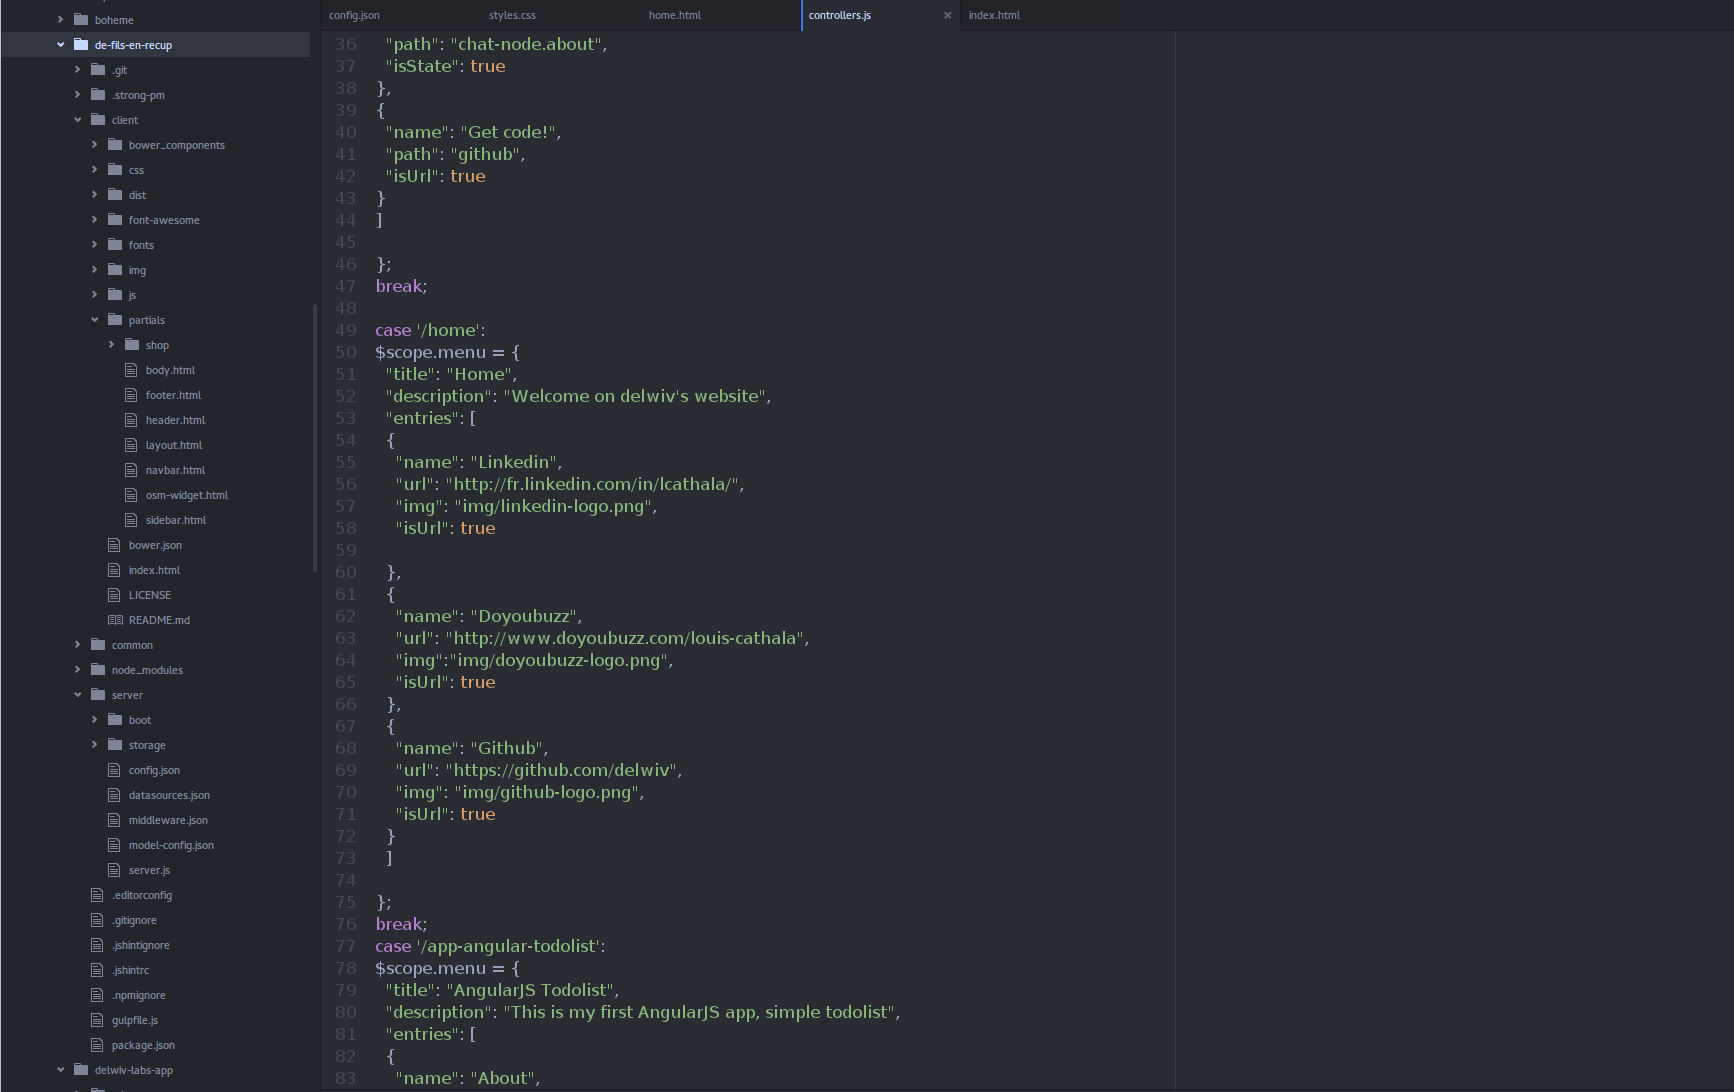 boheme
de-fils-en-recup
.git
.strong-pm
client
bower_components
css
dist
font-awesome
fonts
img
js
partials
shop
body.html
footer.html
header.html
layout.html
navbar.html
osm-widget.html
sidebar.html
bower.json
index.html
LICENSE
README.md
common
node_modules
server
boot
storage
config.json
datasources.json
middleware.json
model-config.json
server.js
.editorconfig
.gitignore
.jshintignore
.jshintrc
.npmignore
gulpfile.js
package.json
delwiv-labs-app
config.json styles.css home.html controllers.js × index.html
36 "path": "chat-node.about",
37 "isState": true
38 },
39 {
40 "name": "Get code!",
41 "path": "github",
42 "isUrl": true
43 }
44 ]
45
46 };
47 break;
48
49 case '/home':
50 $scope.menu = {
51 "title": "Home",
52 "description": "Welcome on delwiv's website",
53 "entries": [
54 {
55 "name": "Linkedin",
56 "url": "http://fr.linkedin.com/in/lcathala/",
57 "img": "img/linkedin-logo.png",
58 "isUrl": true
59
60 },
61 {
62 "name": "Doyoubuzz",
63 "url": "http://www.doyoubuzz.com/louis-cathala",
64 "img":"img/doyoubuzz-logo.png",
65 "isUrl": true
66 },
67 {
68 "name": "Github",
69 "url": "https://github.com/delwiv",
70 "img": "img/github-logo.png",
71 "isUrl": true
72 }
73 ]
74
75 };
76 break;
77 case '/app-angular-todolist':
78 $scope.menu = {
79 "title": "AngularJS Todolist",
80 "description": "This is my first AngularJS app, simple todolist",
81 "entries": [
82 {
83 "name": "About",